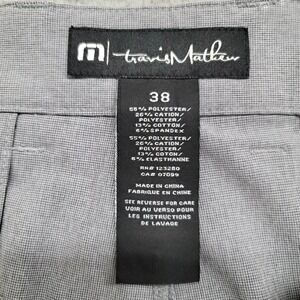 travisMathew
38
55% POLYESTER/
26% CATION/
POLYESTER/
13% COTTON/
6% SPANDEX
55% POLYESTER/
26% CATION/
POLYESTER/
13% COTON/
6% ELASTHANNE
RN# 123280
CA# 07099
MADE IN CHINA
FABRIQUE EN CHINE
SEE REVERSE FOR CARE
VOIR AU VERSO POUR
LES INSTRUCTIONS
DE LAVAGE